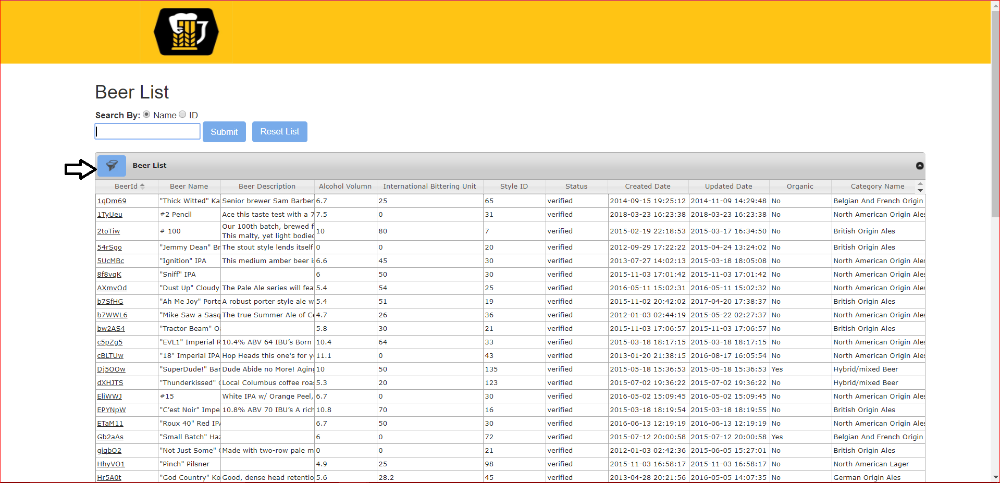 Beer List
Search By: Name ID
Submit Reset List
Beer List
BeerId Beer Name Beer Description Alcohol Volumn International Bittering Unit Style ID Status Created Date Updated Date Organic Category Name
1qDm69 "Thick Witted" Ka Senior brewer Sam Barber 6.7 25 65 verified 2014-09-15 19:25:12 2014-11-09 14:29:48 No Belgian And French Origin
1TyUeu #2 Pencil Ace this taste test with a 7 7.5 0 31 verified 2018-03-23 16:23:38 2018-03-23 16:23:38 No North American Origin Ales
2toTiw # 100 Our 100th batch, brewed f This malty, yet light bodied 10 80 7 verified 2015-02-19 22:18:53 2015-03-17 16:34:50 No British Origin Ales
54rSgo "Jemmy Dean" Br The stout style lends itself 0 0 20 verified 2012-09-29 17:22:22 2015-04-24 13:24:02 No British Origin Ales
5UcMBc "Ignition" IPA This medium amber beer is 6.6 45 30 verified 2013-07-27 14:02:13 2015-03-18 18:05:08 No North American Origin Ales
8f8vqK "Sniff" IPA 6 50 30 verified 2015-11-03 17:01:42 2015-11-03 17:01:42 No North American Origin Ales
AXmvOd "Dust Up" Cloudy The Pale Ale series will fea 5.4 54 25 verified 2016-05-11 15:02:31 2016-05-11 15:02:32 No North American Origin Ales
b7SfHG "Ah Me Joy" Porte A robust porter style ale w 5.4 51 19 verified 2015-11-02 20:42:02 2017-04-20 17:38:37 No British Origin Ales
b7WWL6 "Mike Saw a Sasq The true Summer Ale of Ce 4.7 26 36 verified 2012-01-03 02:44:19 2015-05-22 02:27:37 No North American Origin Ales
bw2AS4 "Tractor Beam" Oa 5.8 30 21 verified 2015-11-03 17:06:57 2015-11-03 17:06:57 No British Origin Ales
c5pZg5 "EVL1" Imperial R 10.4% ABV 64 IBU’s Born 10.4 64 33 verified 2015-03-18 18:17:15 2015-03-18 18:17:15 No North American Origin Ales
cBLTUw "18" Imperial IPA Hop Heads this one's for yo 11.1 0 43 verified 2013-01-20 21:38:15 2016-08-17 16:05:54 No North American Origin Ales
Dj5OOw "SuperDude!" Bar Dude Abide no More! Aging 10 50 135 verified 2015-05-18 15:36:53 2015-05-18 15:36:53 Yes Hybrid/mixed Beer
dXHJTS "Thunderkissed" C Local Columbus coffee roas 5.3 20 123 verified 2015-07-02 19:36:22 2015-07-02 19:36:22 No Hybrid/mixed Beer
EliWWJ #15 White IPA w/ Orange Peel, 6.7 0 30 verified 2016-05-02 15:09:45 2016-05-02 15:09:45 No North American Origin Ales
EPYNpW "C’est Noir" Impe 10.8% ABV 70 IBU’s A rich 10.8 70 16 verified 2015-03-18 18:19:54 2015-03-18 18:19:55 No British Origin Ales
ETaM11 "Roux 40" Red IPA 6.7 50 30 verified 2016-06-13 12:19:19 2016-06-13 12:19:19 No North American Origin Ales
Gb2aAs "Small Batch" Haz 6 0 72 verified 2015-07-12 20:00:58 2015-07-12 20:00:58 Yes Belgian And French Origin
giqbO2 "Not Just Some" C Made with two-row pale m 0 0 21 verified 2012-01-03 02:42:36 2015-06-05 15:27:01 No British Origin Ales
HhyVO1 "Pinch" Pilsner 4.9 25 98 verified 2015-11-03 16:58:17 2015-11-03 16:58:17 No North American Lager
Hr5A0t "God Country" Ko Good, dense head retentio 5.6 28.2 45 verified 2013-04-28 20:21:56 2016-05-05 14:07:35 No German Origin Ales